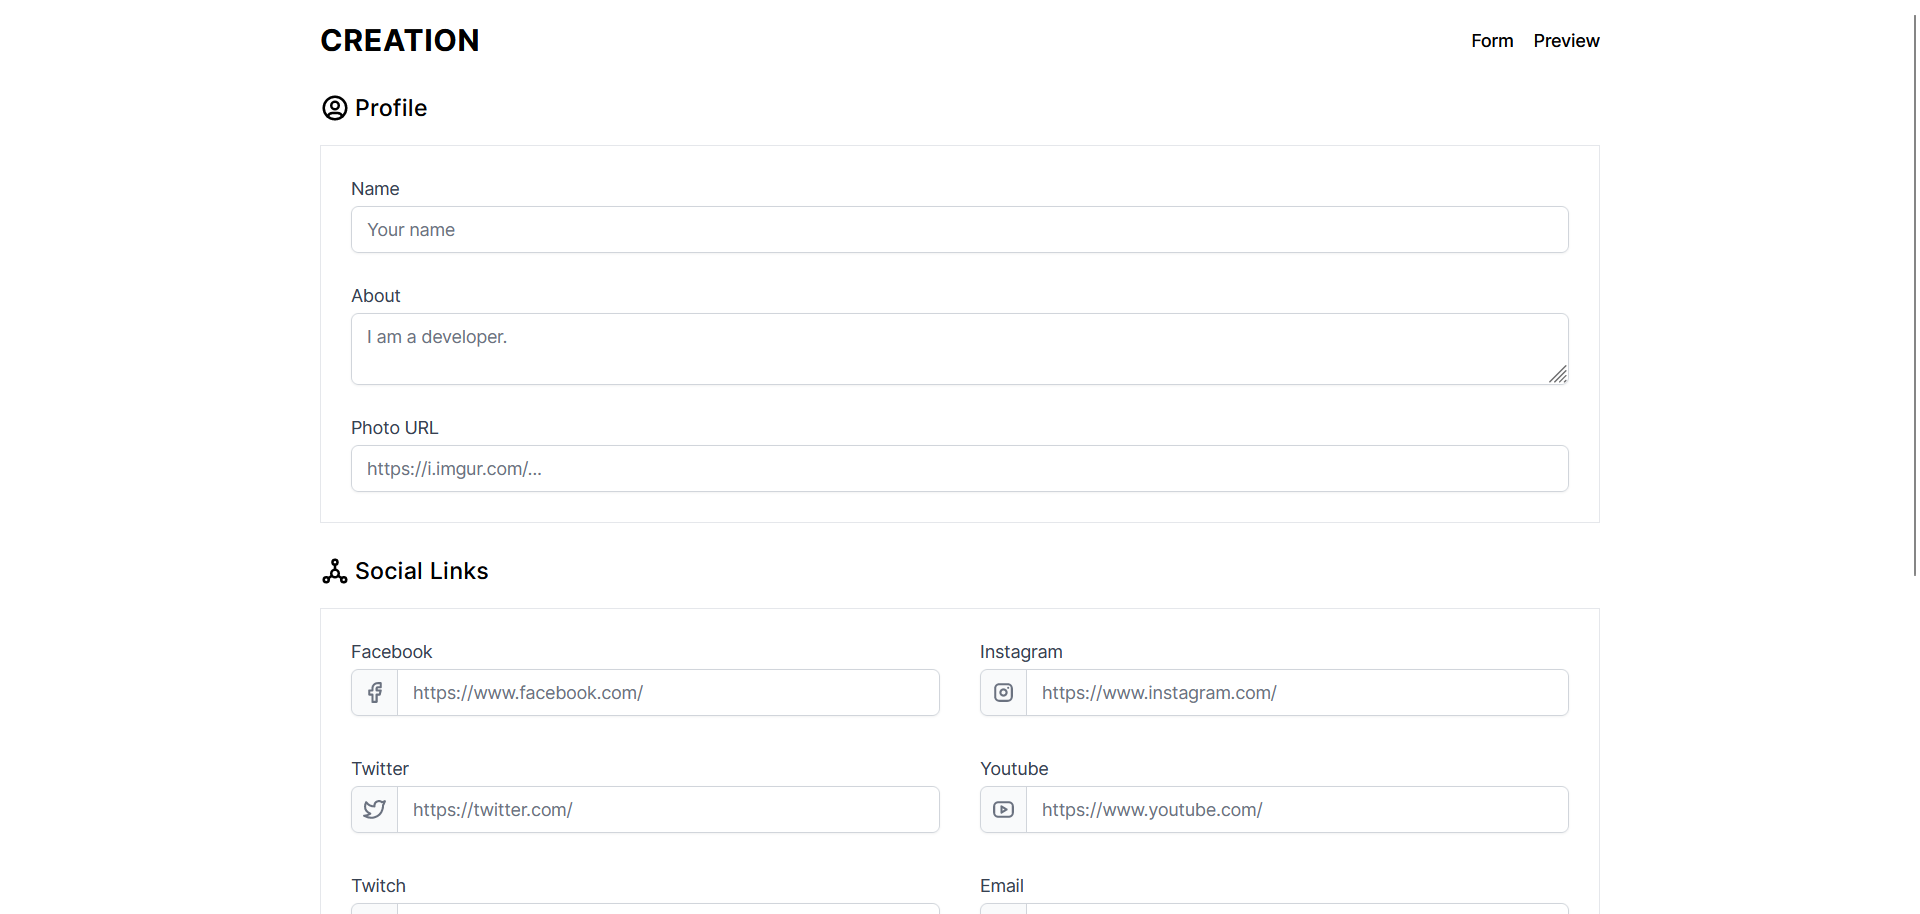 CREATION
Form Preview
Profile
Name
Your name
About
I am a developer.
Photo URL
https://i.imgur.com/...
Social Links
Facebook Instagram
https://www.facebook.com/ https://www.instagram.com/
Twitter Youtube
https://twitter.com/ https://www.youtube.com/
Twitch Email